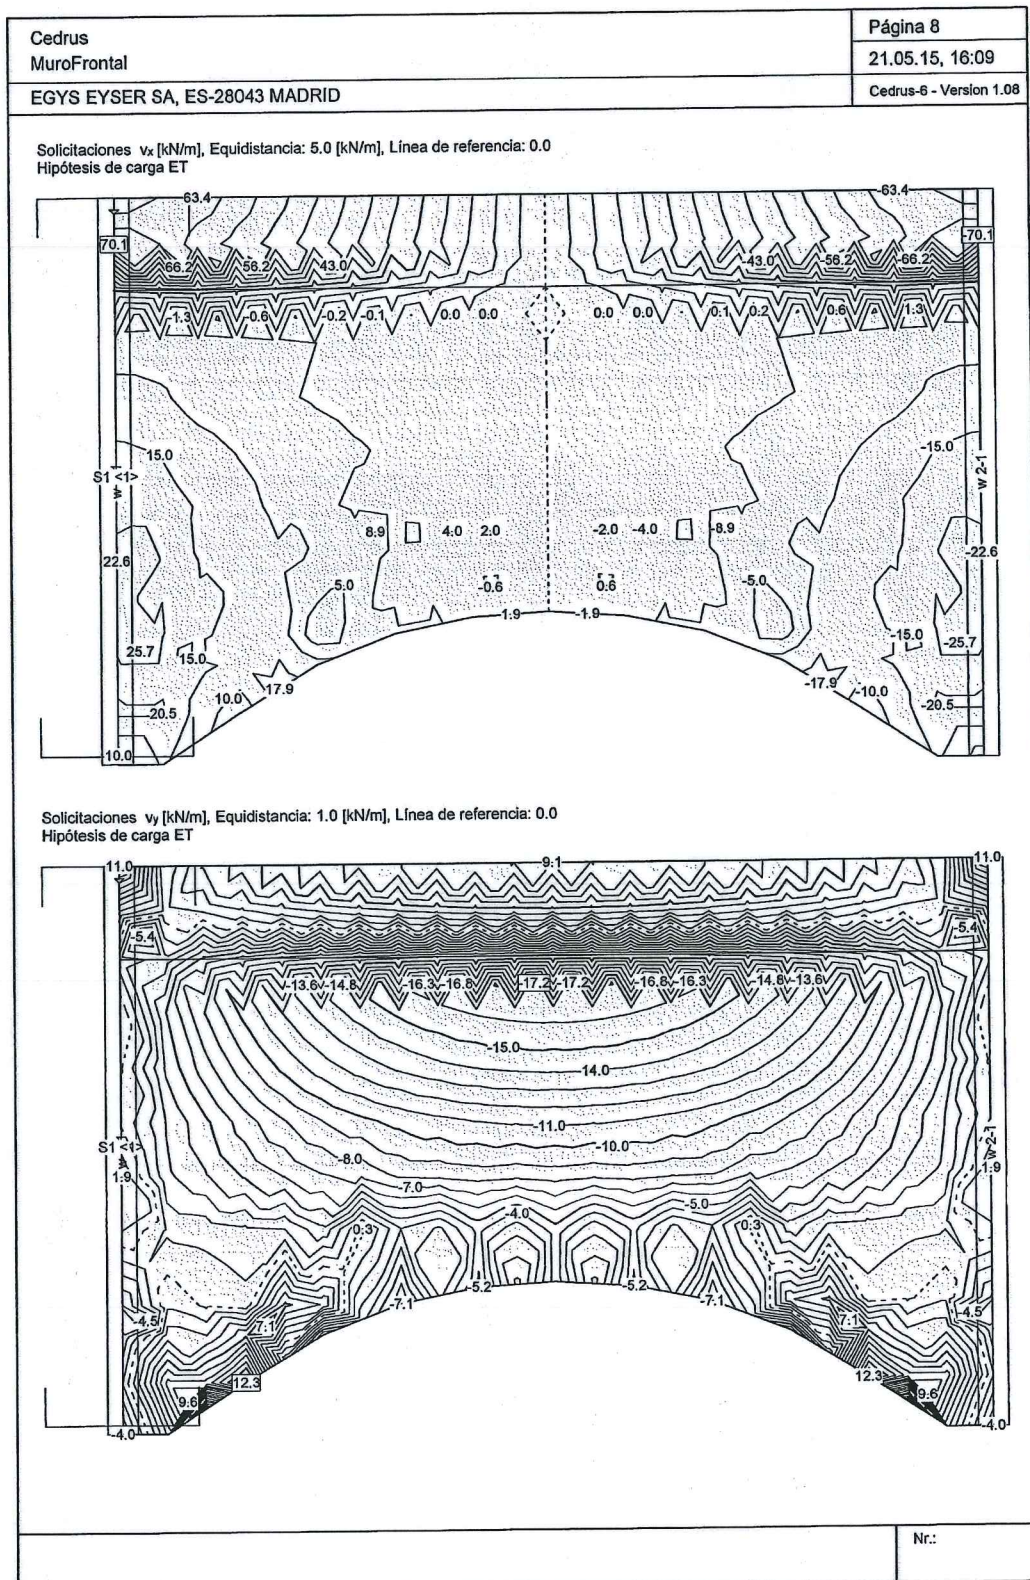 Cedrus
MuroFrontal
Página 8
21.05.15, 16:09
EGYS EYSER SA, ES-28043 MADRID
Cedrus-6 - Version 1.08
Solicitaciones vx [kN/m], Equidistancia: 5.0 [kN/m], Línea de referencia: 0.0
Hipótesis de carga ET
63.4 -63.4
70.1 -70.1
66.2 56.2 43.0 -43.0 -56.2 -66.2
-1.3 -0.6 -0.2 -0.1 0.0 0.0 0.0 0.0 0.1 0.2 0.6 1.3
15.0 -15.0
S1 <1> w 2-1
w
8.9 4.0 2.0 -2.0 -4.0 -8.9
22.6 -22.6
5.0 -0.6 0.6 -5.0
1.9 -1.9
25.7 15.0 -15.0 -25.7
17.9 -17.9
20.5 10.0 -10.0 -20.5
10.0
Solicitaciones vy [kN/m], Equidistancia: 1.0 [kN/m], Línea de referencia: 0.0
Hipótesis de carga ET
11.0 9.1 11.0
-5.4 -5.4
-13.6 -14.8 -16.3 -16.8 -17.2 -17.2 -16.8 -16.3 -14.8 -13.6
-15.0
14.0
-11.0
-10.0
S1 <1> w 2-1
w
-8.0
1.9 1.9
-7.0
-5.0
-4.0
0.3 0.3
-5.2 -5.2
-7.1 -7.1
-4.5 7.1 7.1 -4.5
12.3 12.3
9.6 9.6
-4.0 -4.0
Nr.: